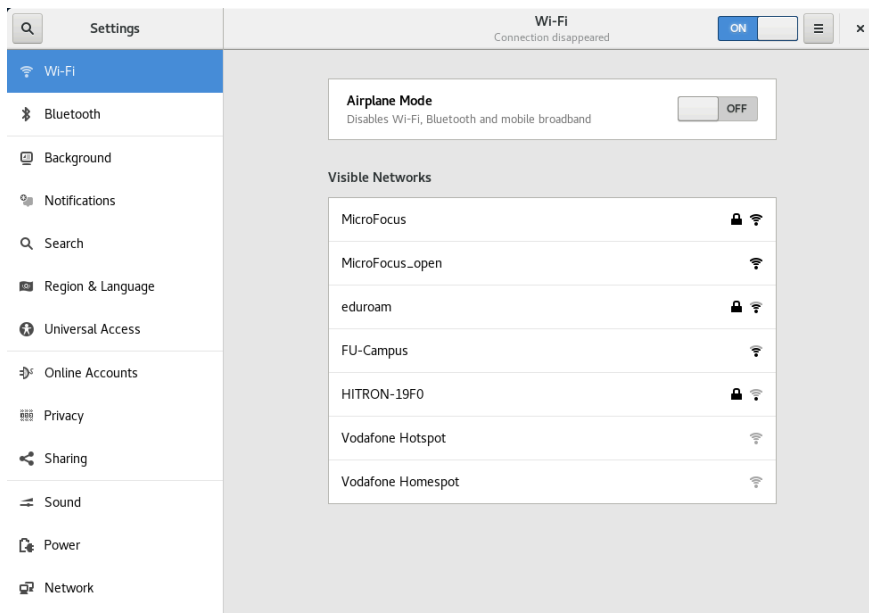 Settings
Wi-Fi
Connection disappeared
ON
Wi-Fi
Bluetooth
Background
Notifications
Search
Region & Language
Universal Access
Online Accounts
Privacy
Sharing
Sound
Power
Network
Airplane Mode
Disables Wi-Fi, Bluetooth and mobile broadband
OFF
Visible Networks
MicroFocus
MicroFocus_open
eduroam
FU-Campus
HITRON-19F0
Vodafone Hotspot
Vodafone Homespot